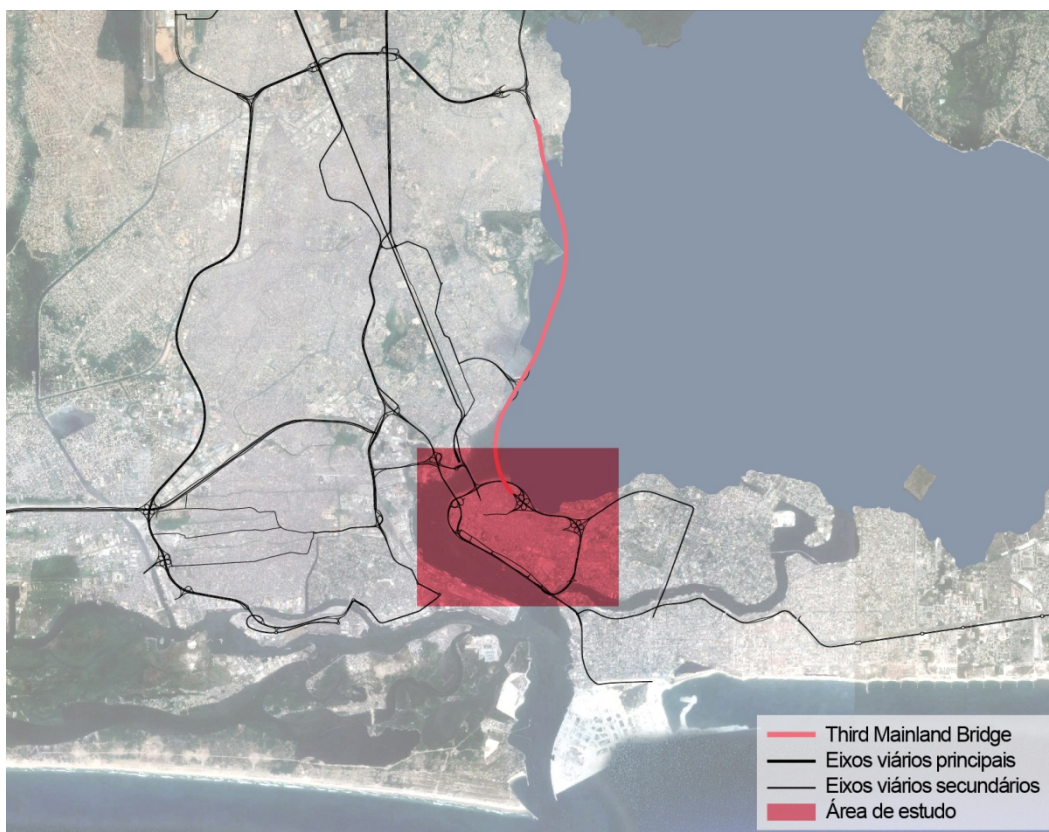 Third Mainland Bridge
Eixos viários principais
Eixos viários secundários
Área de estudo